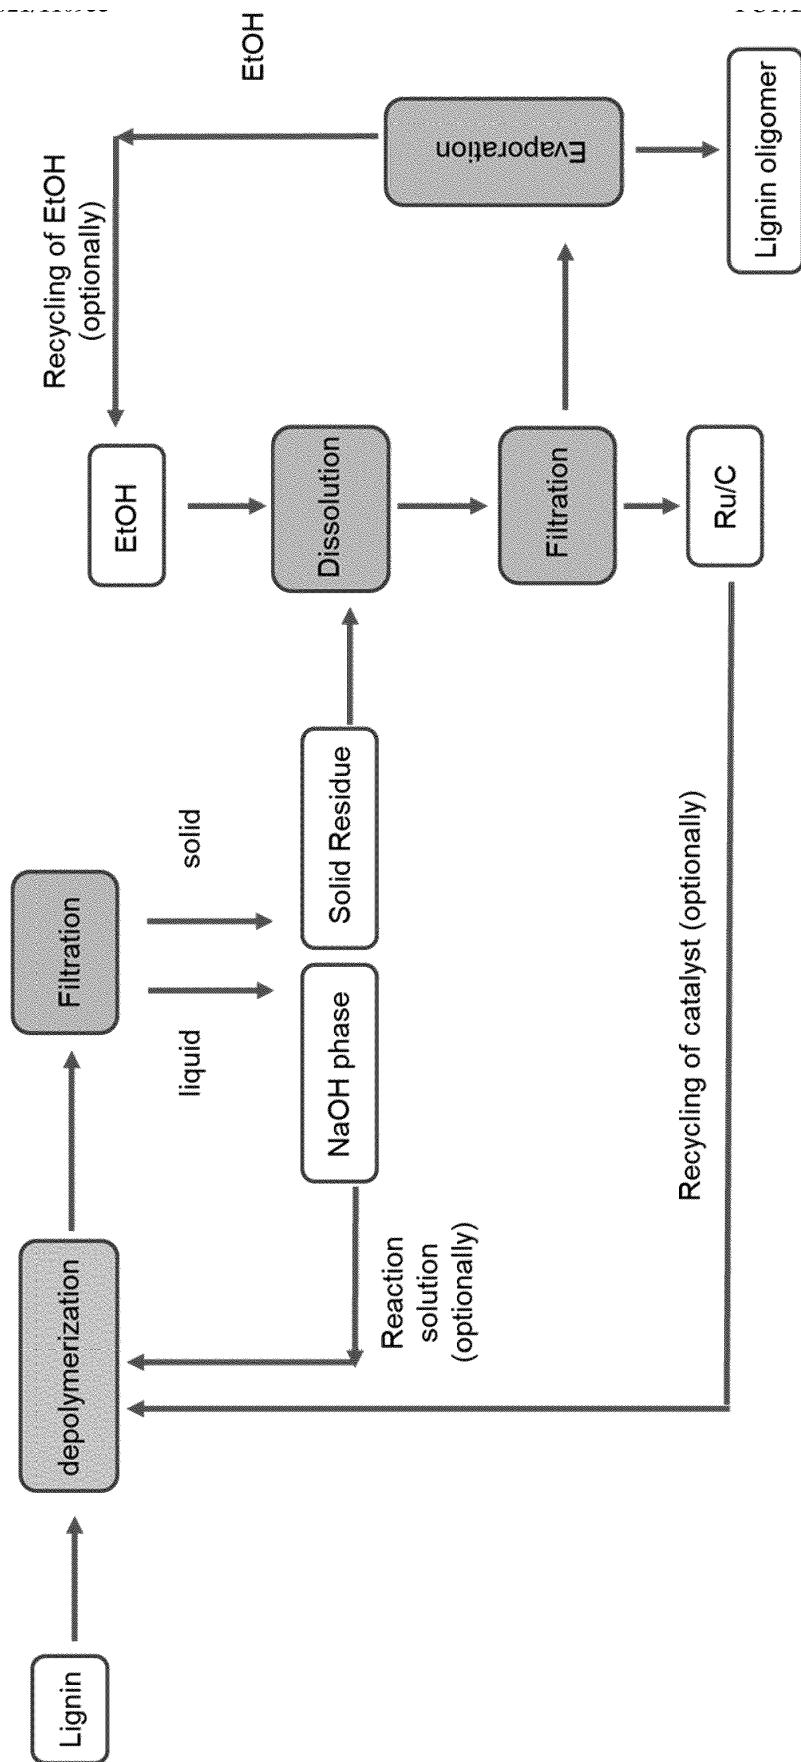 Lignin
depolymerization
Filtration
liquid
solid
NaOH phase
Solid Residue
Reaction
solution
(optionally)
Recycling of EtOH
(optionally)
EtOH
EtOH
Dissolution
Filtration
Evaporation
Ru/C
Lignin oligomer
Recycling of catalyst (optionally)